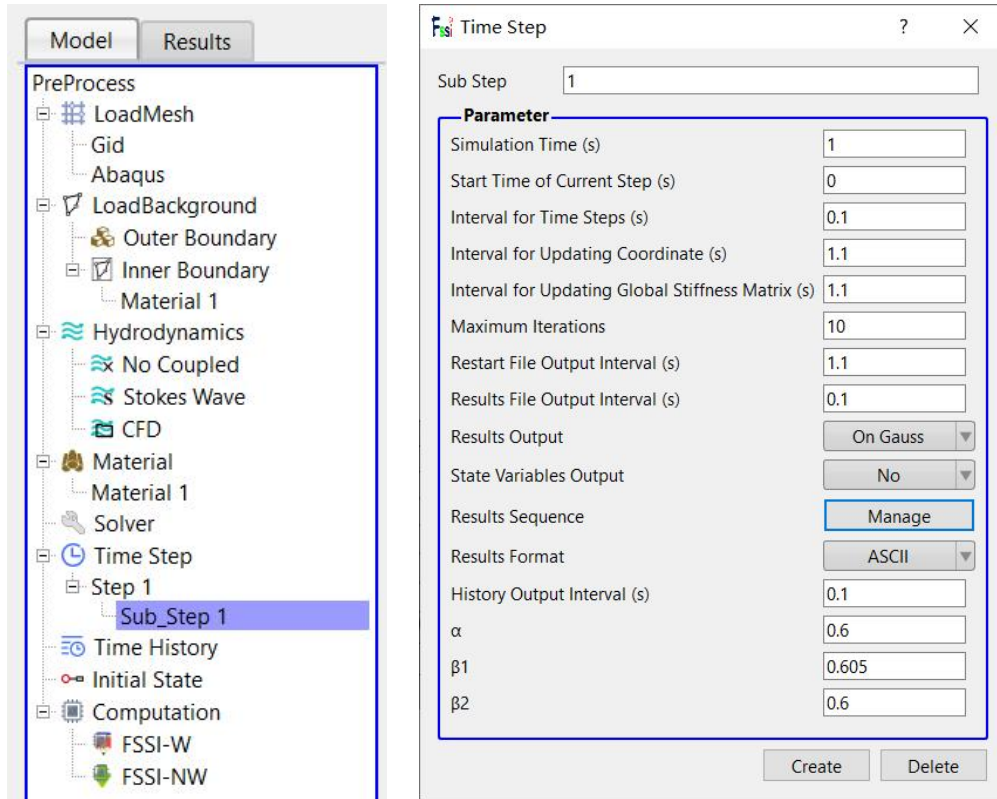 Model Results
PreProcess
LoadMesh
Gid
Abaqus
LoadBackground
Outer Boundary
Inner Boundary
Material 1
Hydrodynamics
No Coupled
Stokes Wave
CFD
Material
Material 1
Solver
Time Step
Step 1
Sub_Step 1
Time History
Initial State
Computation
FSSI-W
FSSI-NW
Fssi Time Step ? ×
Sub Step 1
Parameter
Simulation Time (s) 1
Start Time of Current Step (s) 0
Interval for Time Steps (s) 0.1
Interval for Updating Coordinate (s) 1.1
Interval for Updating Global Stiffness Matrix (s) 1.1
Maximum Iterations 10
Restart File Output Interval (s) 1.1
Results File Output Interval (s) 0.1
Results Output On Gauss
State Variables Output No
Results Sequence Manage
Results Format ASCII
History Output Interval (s) 0.1
α 0.6
β1 0.605
β2 0.6
Create Delete